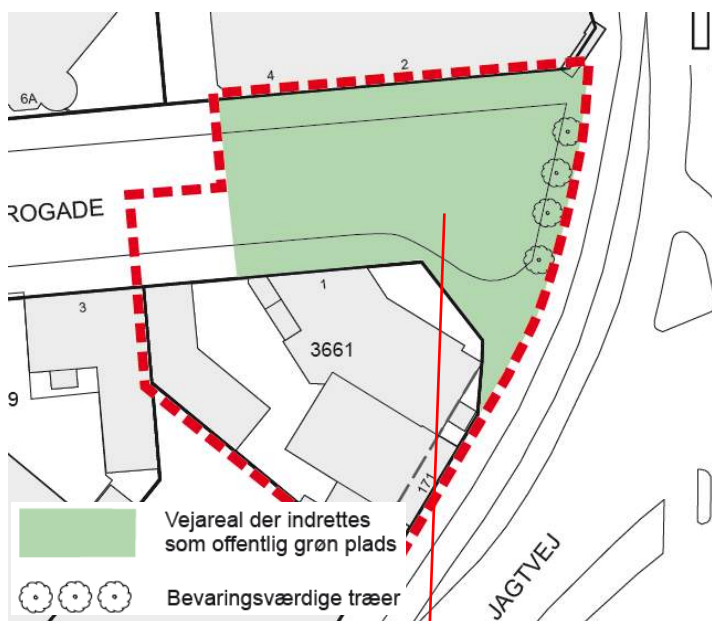 4
2
6A
ROGADE
3
1
3661
9
171
Vejareal der indrettes
som offentlig grøn plads
Bevaringsværdige træer
JAGTVEJ